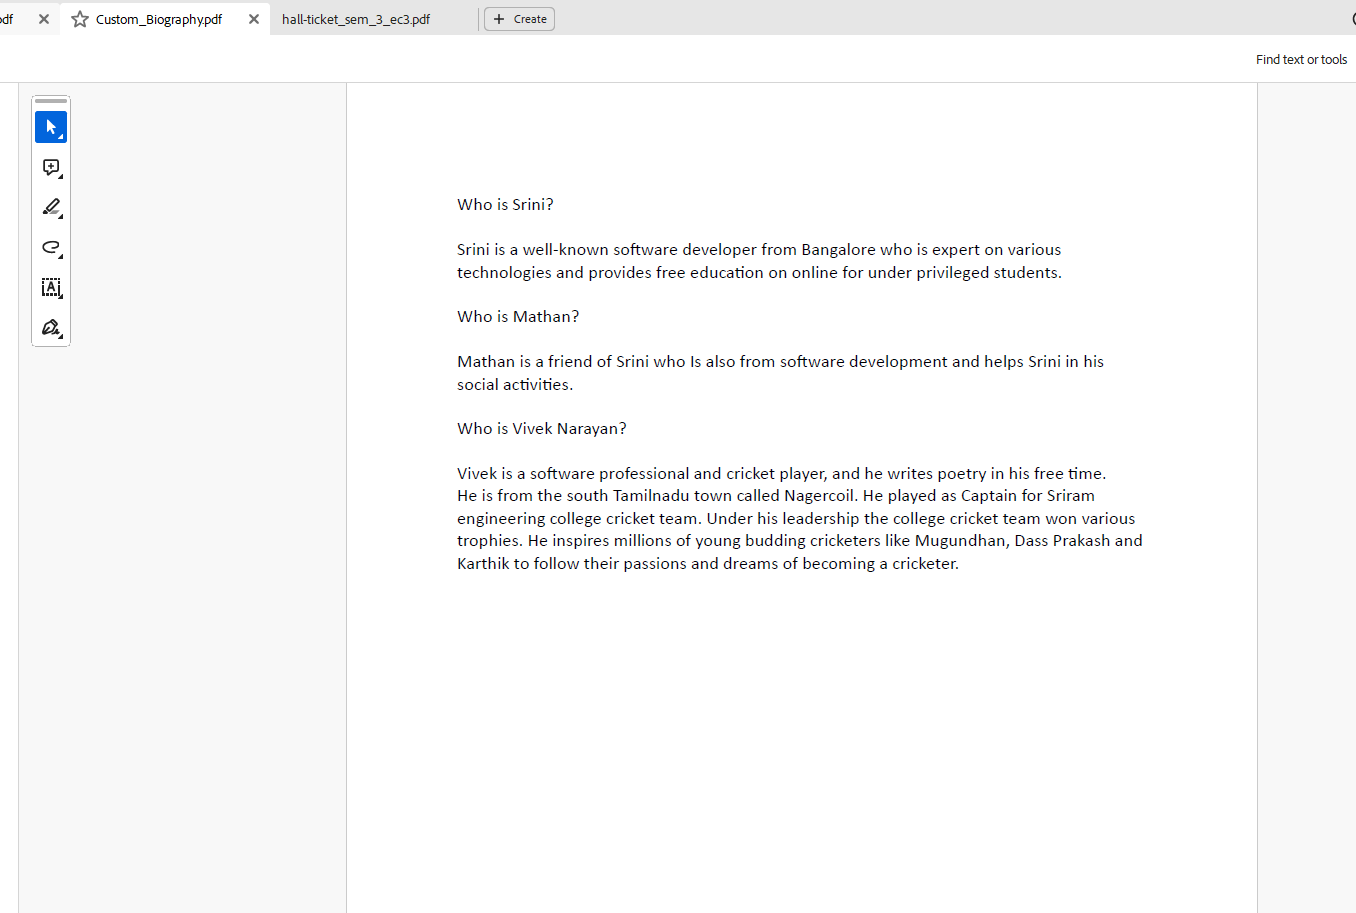 Custom_Biography.pdf
hall-ticket_sem_3_ec3.pdf
Create
Find text or tools
Who is Srini?
Srini is a well-known software developer from Bangalore who is expert on various
technologies and provides free education on online for under privileged students.
Who is Mathan?
Mathan is a friend of Srini who Is also from software development and helps Srini in his
social activities.
Who is Vivek Narayan?
Vivek is a software professional and cricket player, and he writes poetry in his free time.
He is from the south Tamilnadu town called Nagercoil. He played as Captain for Sriram
engineering college cricket team. Under his leadership the college cricket team won various
trophies. He inspires millions of young budding cricketers like Mugundhan, Dass Prakash and
Karthik to follow their passions and dreams of becoming a cricketer.